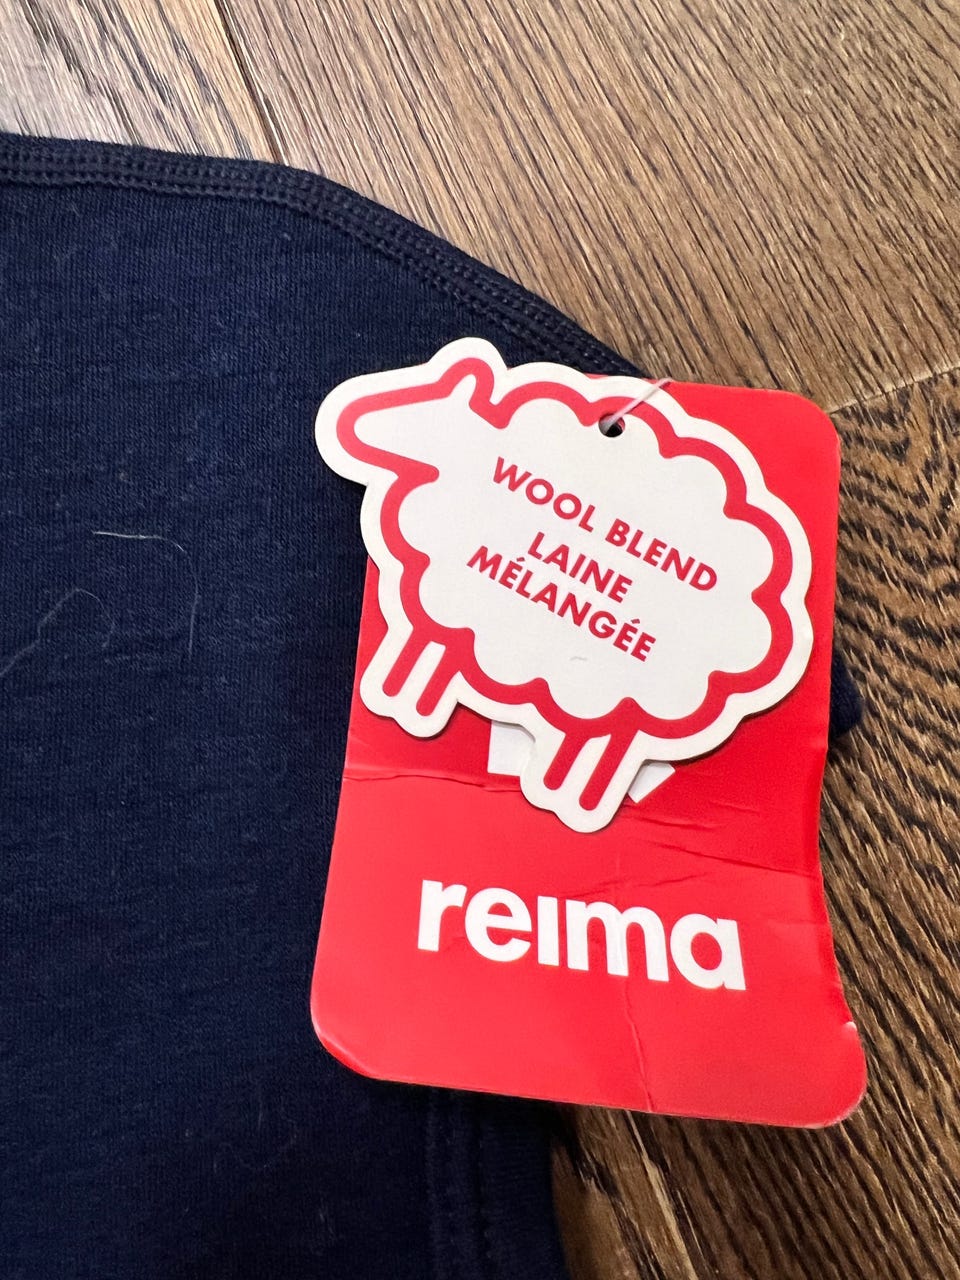 WOOL BLEND
LAINE
MÉLANGÉE
reima